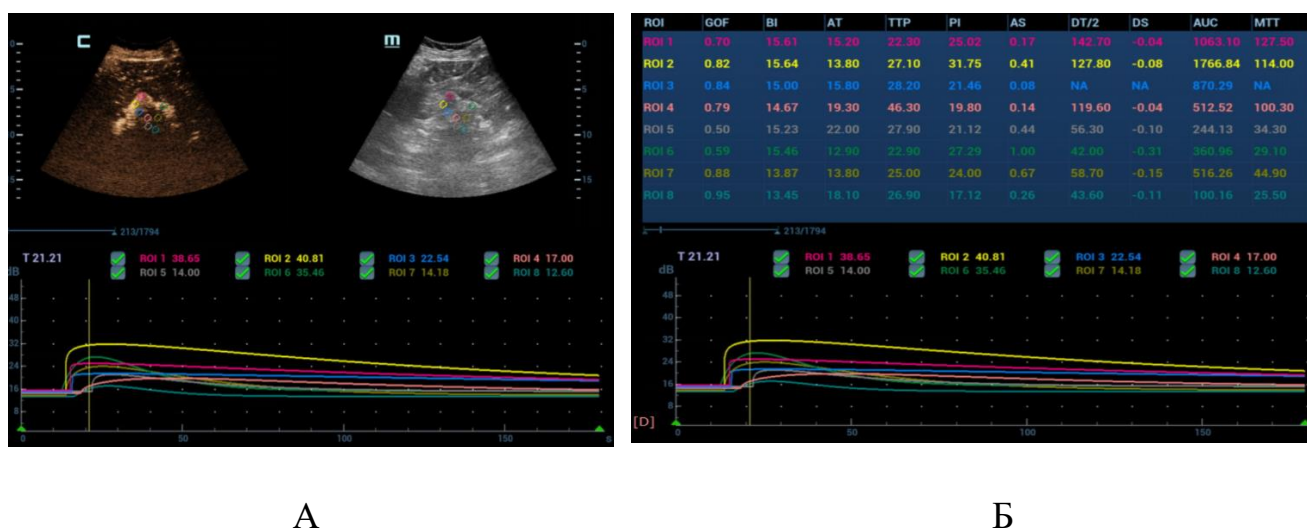 C
m
0
5
10
15
0
5
10
15
213/1794
T 21.21
ROI 1 38.65
ROI 2 40.81
ROI 3 22.54
ROI 4 17.00
ROI 5 14.00
ROI 6 35.46
ROI 7 14.18
ROI 8 12.60
dB
48
40
32
24
16
8
0 50 100 150 s
ROI GOF BI AT TTP PI AS DT/2 DS AUC MTT
ROI 1 0.70 15.61 15.20 22.30 25.02 0.17 142.70 -0.04 1063.10 127.50
ROI 2 0.82 15.64 13.80 27.10 31.75 0.41 127.80 -0.08 1766.84 114.00
ROI 3 0.84 15.00 15.80 28.20 21.46 0.08 NA NA 870.29 NA
ROI 4 0.79 14.67 19.30 46.30 19.80 0.14 119.60 -0.04 512.52 100.30
ROI 5 0.50 15.23 22.00 27.90 21.12 0.44 56.30 -0.10 244.13 34.30
ROI 6 0.59 15.46 12.90 22.90 27.29 1.00 42.00 -0.31 360.96 29.10
ROI 7 0.88 13.87 13.80 25.00 24.00 0.67 58.70 -0.15 516.26 44.90
ROI 8 0.95 13.45 18.10 26.90 17.12 0.26 43.60 -0.11 100.16 25.50
213/1794
T 21.21
ROI 1 38.65
ROI 2 40.81
ROI 3 22.54
ROI 4 17.00
ROI 5 14.00
ROI 6 35.46
ROI 7 14.18
ROI 8 12.60
dB
48
40
32
24
16
8
[D]
0 50 100 150
А
Б